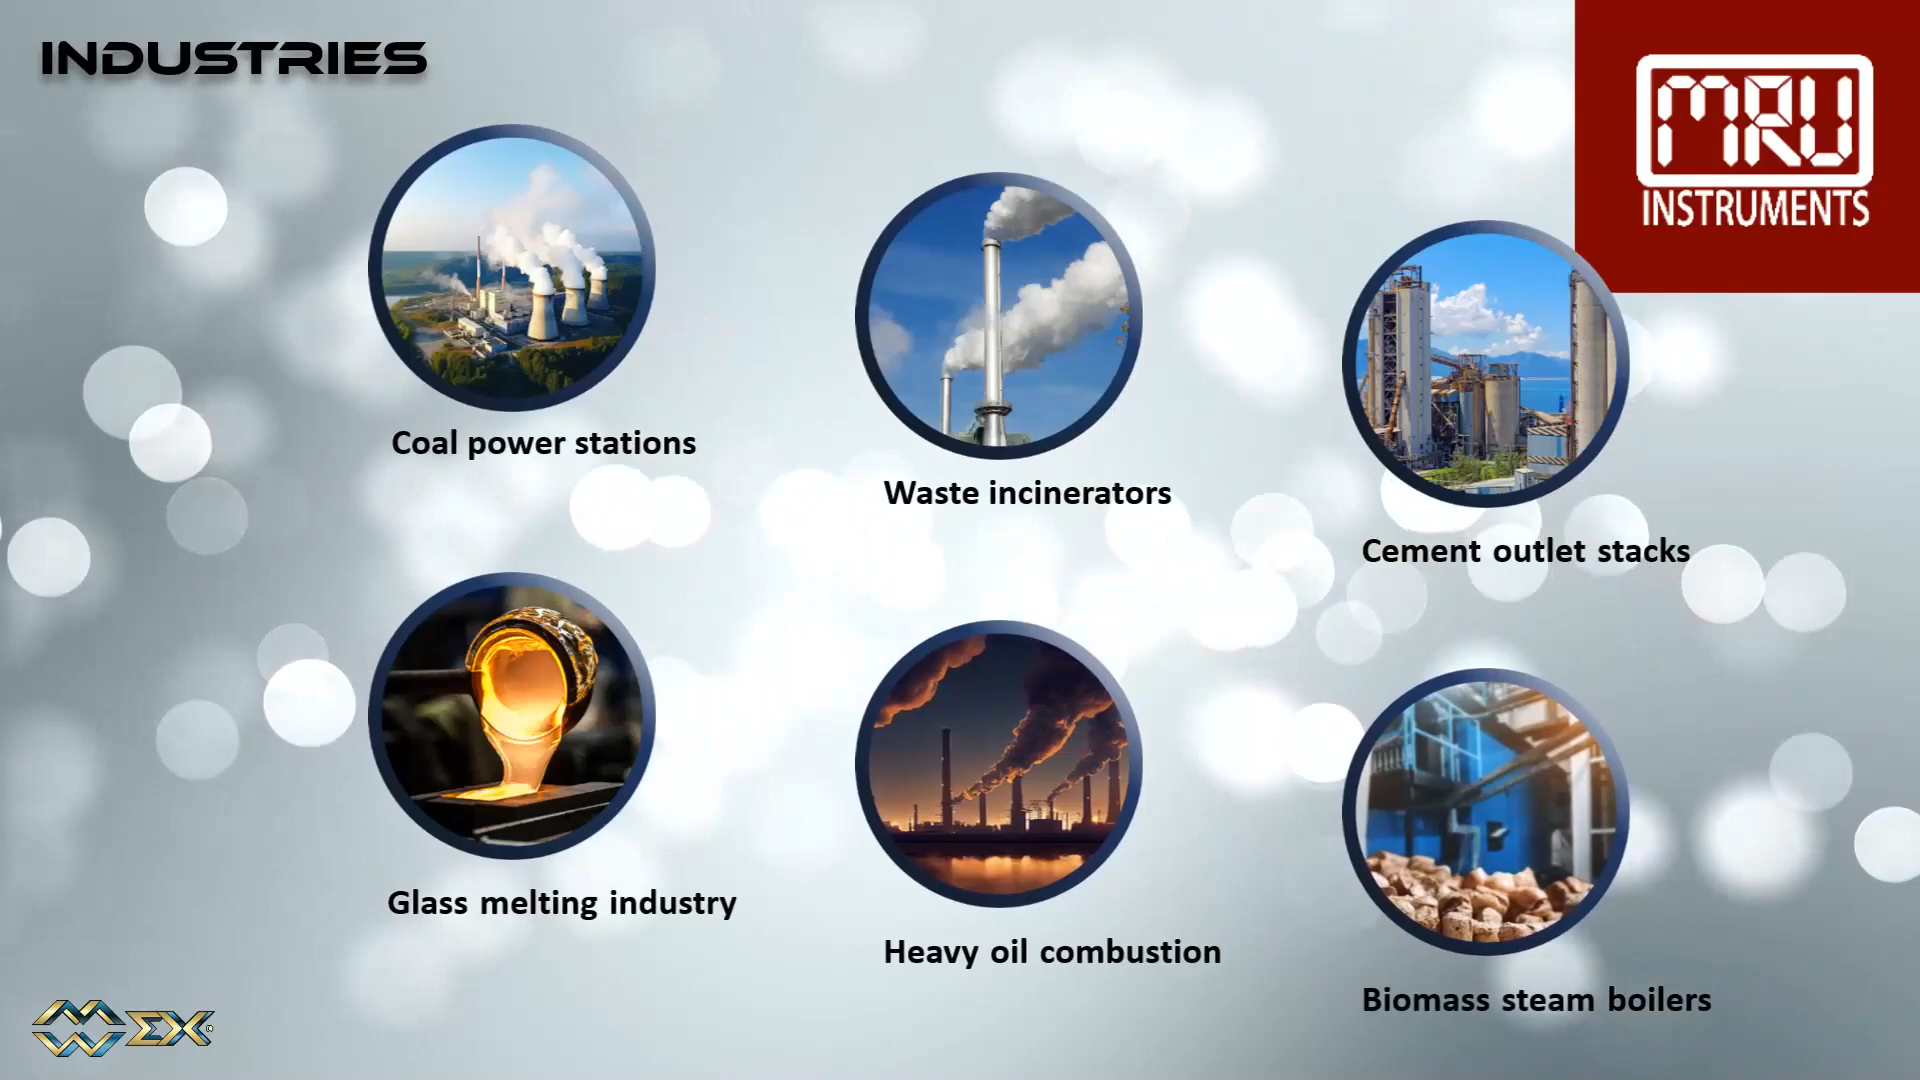 INDUSTRIES
MRU
INSTRUMENTS
Coal power stations
Waste incinerators
Cement outlet stacks
Glass melting industry
Heavy oil combustion
Biomass steam boilers
MEX